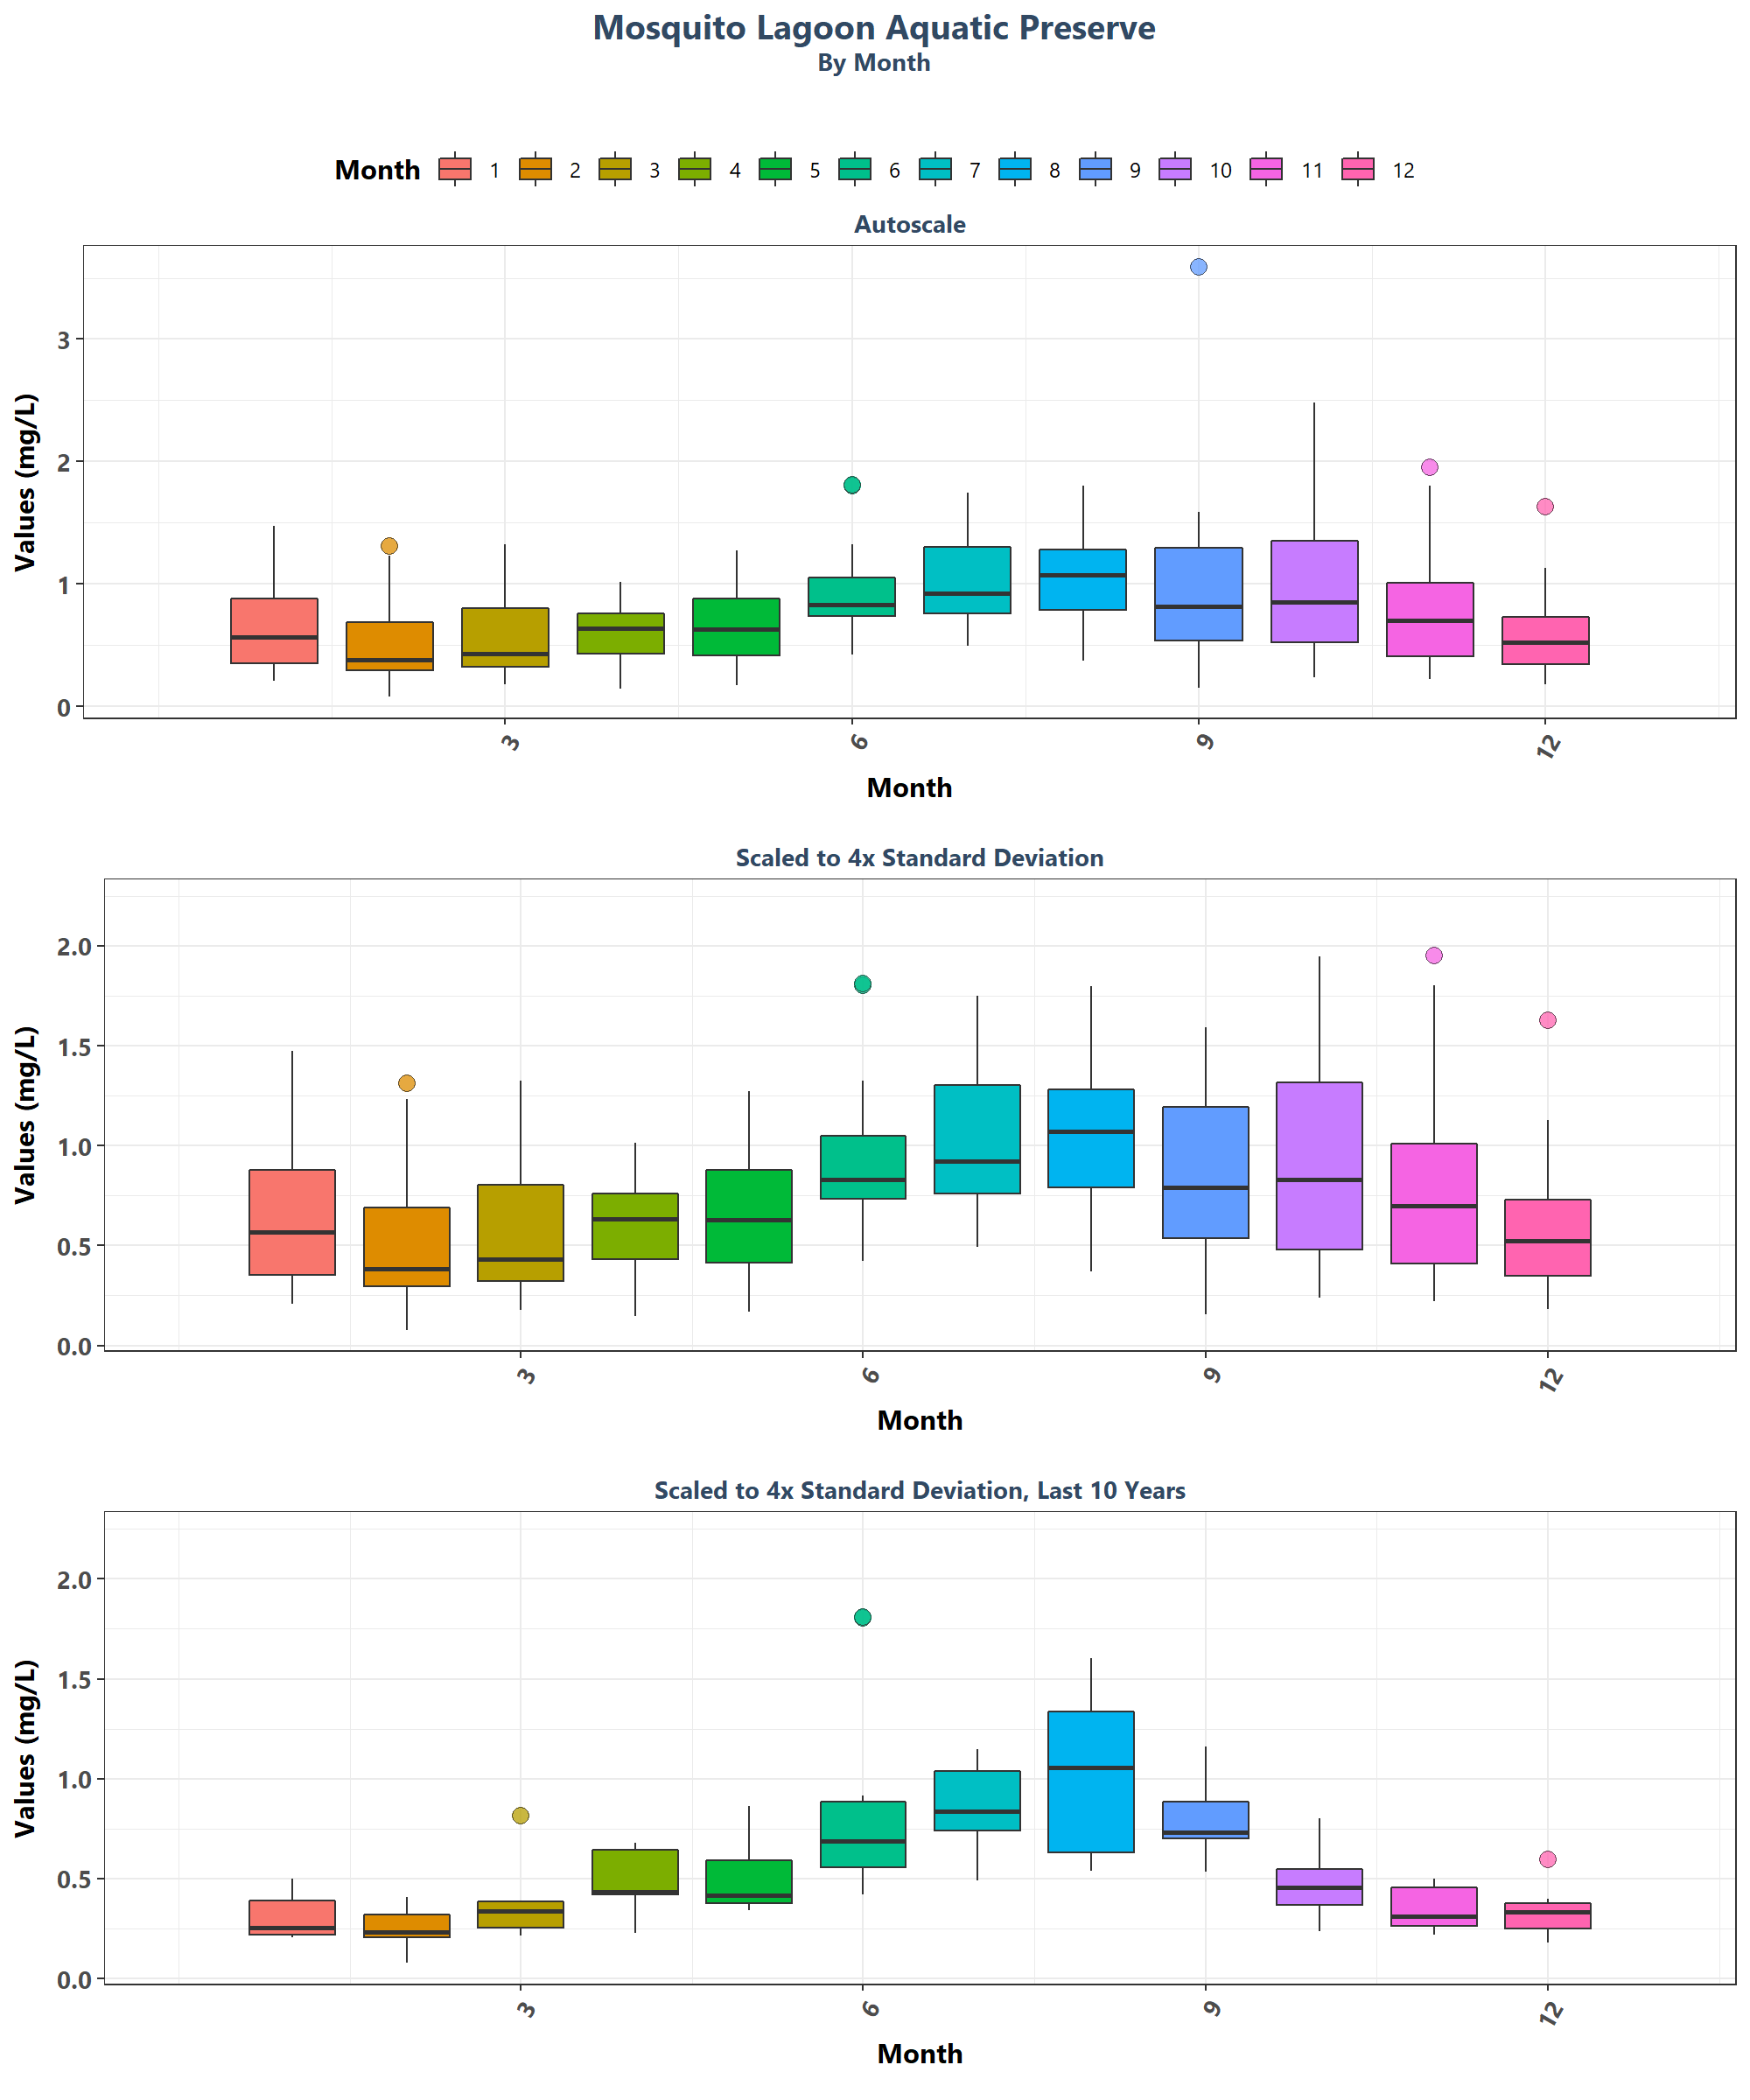 Mosquito Lagoon Aquatic Preserve
By Month
Month 1 2 3 4 5 6 7 8 9 10 11 12
Autoscale
Values (mg/L)
3
2
1
0
3 6 9 12
Month
Scaled to 4x Standard Deviation
Values (mg/L)
2.0
1.5
1.0
0.5
0.0
3 6 9 12
Month
Scaled to 4x Standard Deviation, Last 10 Years
Values (mg/L)
2.0
1.5
1.0
0.5
0.0
3 6 9 12
Month